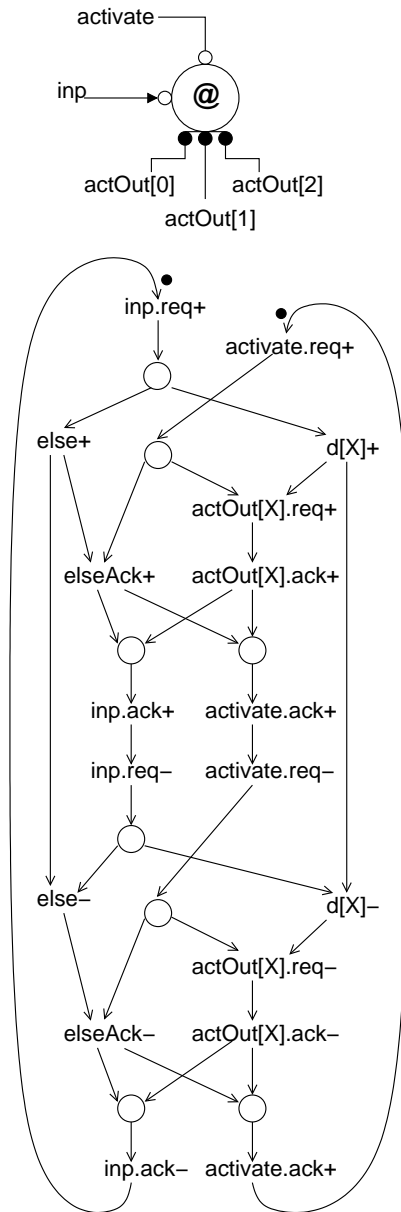 activate
@
inp
actOut[0] actOut[2]
actOut[1]
inp.req+
activate.req+
else+ d[X]+
actOut[X].req+
elseAck+ actOut[X].ack+
inp.ack+ activate.ack+
inp.req− activate.req−
else− d[X]−
actOut[X].req−
elseAck− actOut[X].ack−
inp.ack− activate.ack+